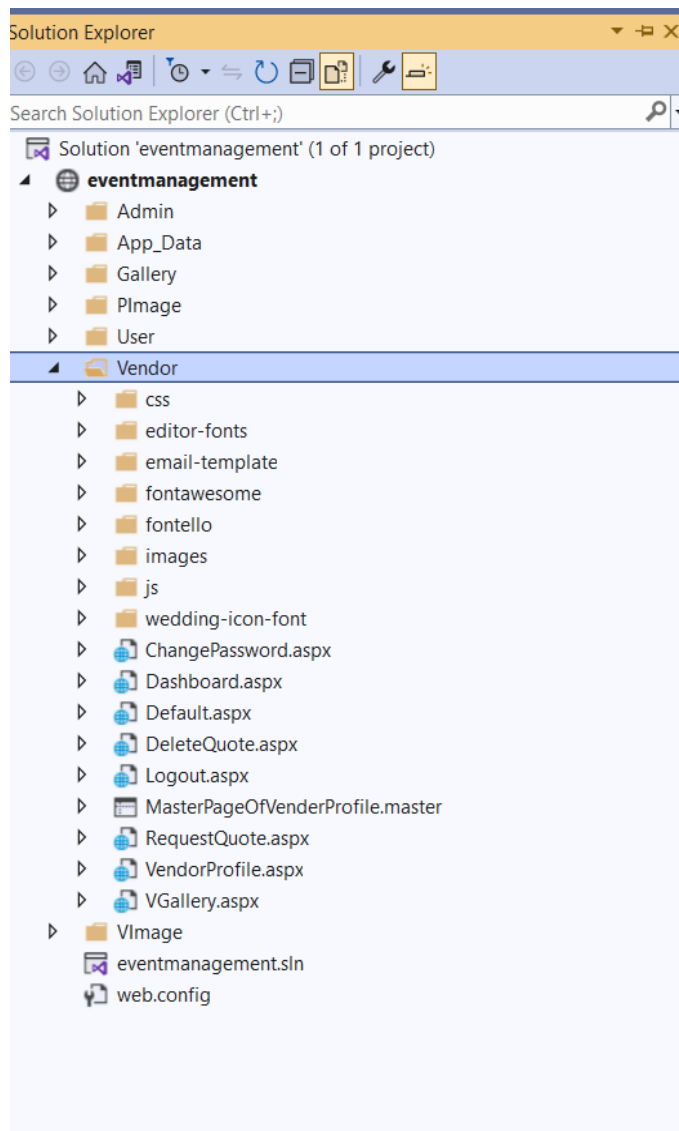 Solution Explorer
Search Solution Explorer (Ctrl+;)
Solution 'eventmanagement' (1 of 1 project)
eventmanagement
Admin
App_Data
Gallery
PImage
User
Vendor
css
editor-fonts
email-template
fontawesome
fontello
images
js
wedding-icon-font
ChangePassword.aspx
Dashboard.aspx
Default.aspx
DeleteQuote.aspx
Logout.aspx
MasterPageOfVenderProfile.master
RequestQuote.aspx
VendorProfile.aspx
VGallery.aspx
VImage
eventmanagement.sln
web.config